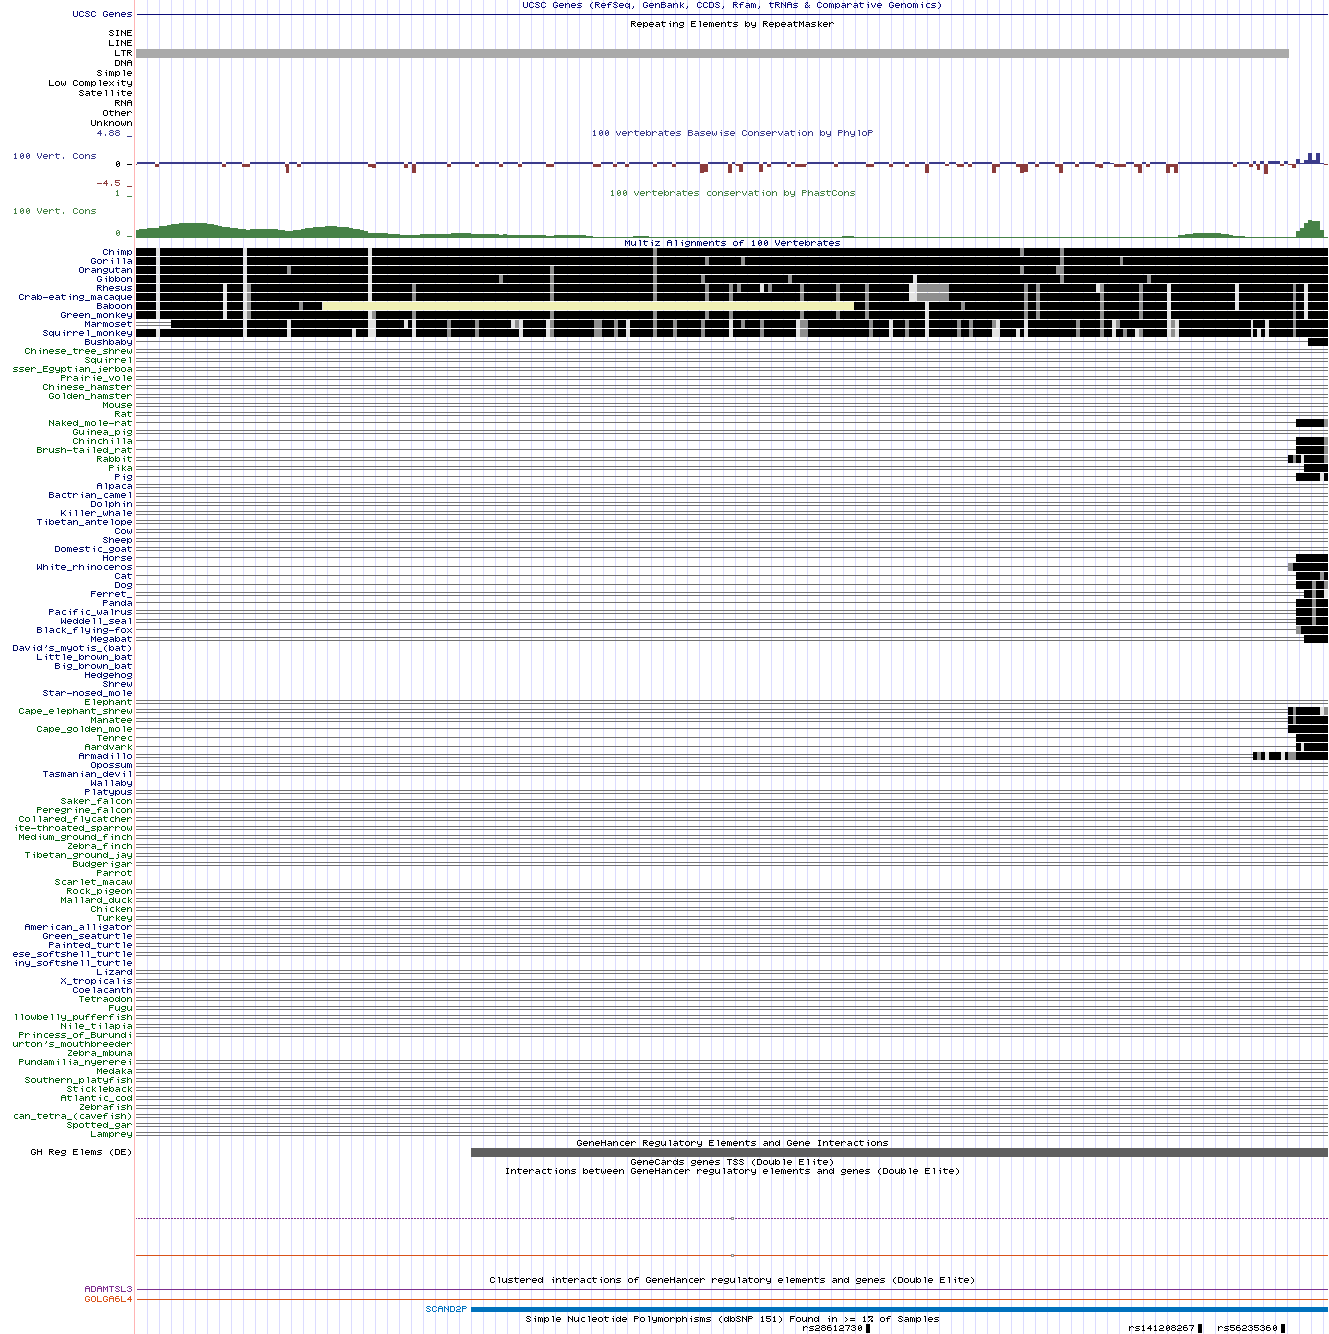 UCSC Genes (RefSeq, GenBank, CCDS, Rfam, tRNAs & Comparative Genomics)
UCSC Genes
Repeating Elements by RepeatMasker
SINE
LINE
LTR
DNA
Simple
Low Complexity
Satellite
RNA
Other
Unknown
4.88 _
100 vertebrates Basewise Conservation by PhyloP
100 Vert. Cons
0 _
-4.5 _
1 _
100 vertebrates conservation by PhastCons
100 Vert. Cons
0 _
Multiz Alignments of 100 Vertebrates
Chimp
Gorilla
Orangutan
Gibbon
Rhesus
Crab-eating_macaque
Baboon
Green_monkey
Marmoset
Squirrel_monkey
Bushbaby
Chinese_tree_shrew
Squirrel
sser_Egyptian_jerboa
Prairie_vole
Chinese_hamster
Golden_hamster
Mouse
Rat
Naked_mole-rat
Guinea_pig
Chinchilla
Brush-tailed_rat
Rabbit
Pika
Pig
Alpaca
Bactrian_camel
Dolphin
Killer_whale
Tibetan_antelope
Cow
Sheep
Domestic_goat
Horse
White_rhinoceros
Cat
Dog
Ferret_
Panda
Pacific_walrus
Weddell_seal
Black_flying-fox
Megabat
David's_myotis_(bat)
Little_brown_bat
Big_brown_bat
Hedgehog
Shrew
Star-nosed_mole
Elephant
Cape_elephant_shrew
Manatee
Cape_golden_mole
Tenrec
Aardvark
Armadillo
Opossum
Tasmanian_devil
Wallaby
Platypus
Saker_falcon
Peregrine_falcon
Collared_flycatcher
ite-throated_sparrow
Medium_ground_finch
Zebra_finch
Tibetan_ground_jay
Budgerigar
Parrot
Scarlet_macaw
Rock_pigeon
Mallard_duck
Chicken
Turkey
American_alligator
Green_seaturtle
Painted_turtle
ese_softshell_turtle
iny_softshell_turtle
Lizard
X_tropicalis
Coelacanth
Tetraodon
Fugu
llowbelly_pufferfish
Nile_tilapia
Princess_of_Burundi
urton's_mouthbreeder
Zebra_mbuna
Pundamilia_nyererei
Medaka
Southern_platyfish
Stickleback
Atlantic_cod
Zebrafish
can_tetra_(cavefish)
Spotted_gar
Lamprey
GeneHancer Regulatory Elements and Gene Interactions
GH Reg Elems (DE)
GeneCards genes TSS (Double Elite)
Interactions between GeneHancer regulatory elements and genes (Double Elite)
Clustered interactions of GeneHancer regulatory elements and genes (Double Elite)
ADAMTSL3
GOLGA6L4
SCAND2P
Simple Nucleotide Polymorphisms (dbSNP 151) Found in >= 1% of Samples
rs28612730 rs141208267 rs56235360